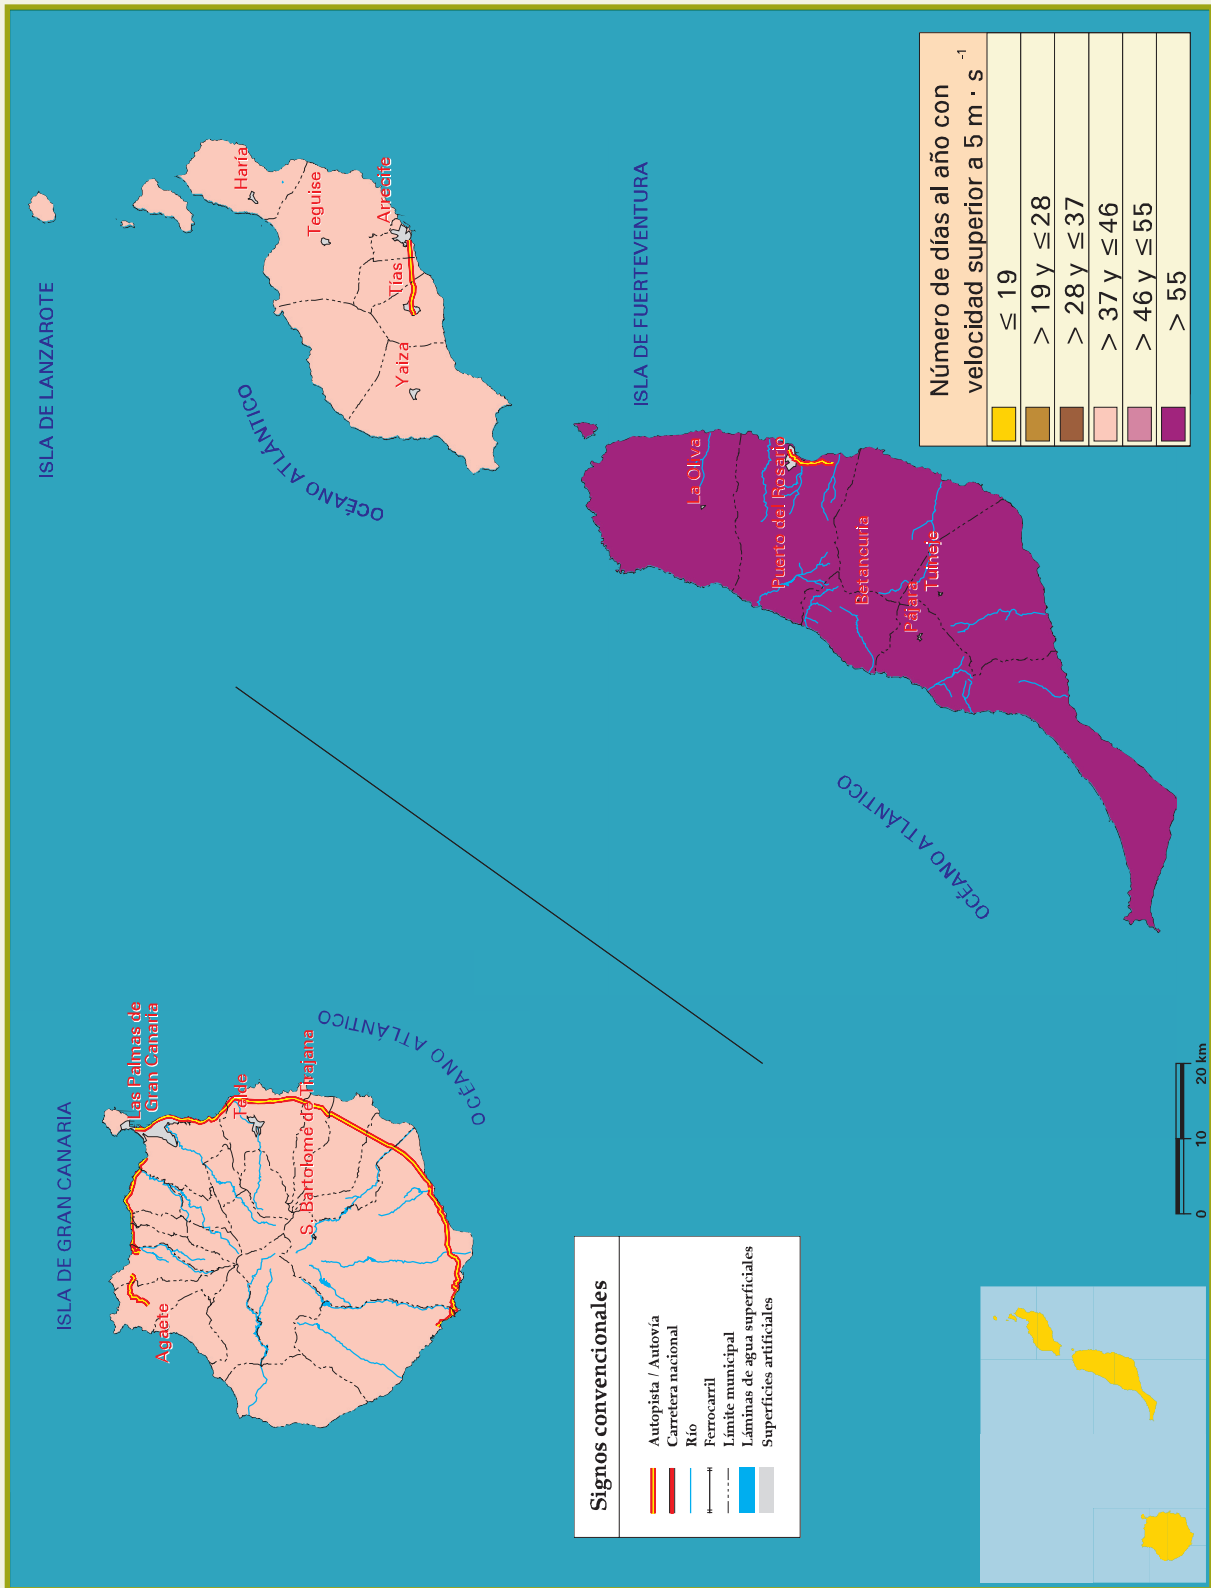 ISLA DE LANZAROTE
Haría
Teguise
Arrecife
Tías
Yaiza
OCÉANO ATLÁNTICO
ISLA DE FUERTEVENTURA
La Oliva
Puerto del Rosario
Betancuria
Tuineje
Pájara
OCÉANO ATLÁNTICO
ISLA DE GRAN CANARIA
Las Palmas de
Gran Canaria
Telde
S. Bartolomé de Tirajana
Agaete
OCÉANO ATLÁNTICO
Número de días al año con
velocidad superior a 5 m · s -1
≤ 19
> 19 y ≤ 28
> 28 y ≤ 37
> 37 y ≤ 46
> 46 y ≤ 55
> 55
Signos convencionales
Autopista / Autovía
Carretera nacional
Río
Ferrocarril
Límite municipal
Láminas de agua superficiales
Superficies artificiales
0 10 20 km